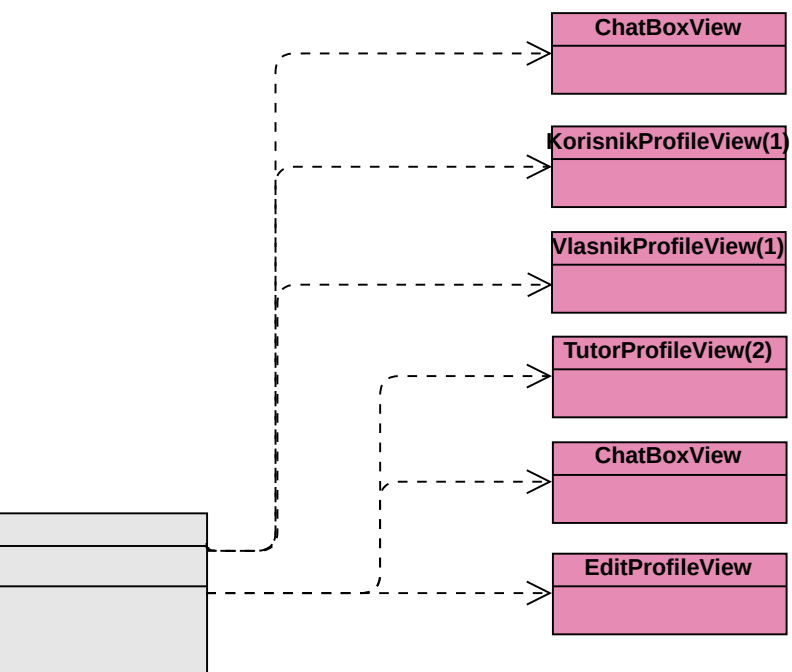 ChatBoxView
KorisnikProfileView(1)
VlasnikProfileView(1)
TutorProfileView(2)
ChatBoxView
EditProfileView